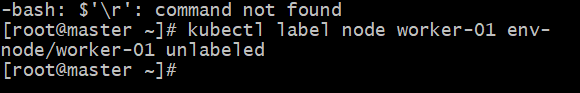 -bash: $'\r': command not found
[root@master ~]# kubectl label node worker-01 env-
node/worker-01 unlabeled
[root@master ~]#